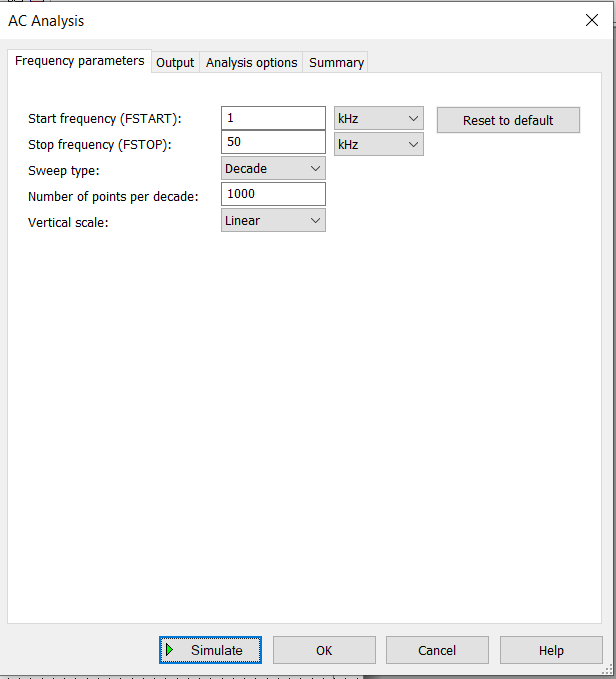 AC Analysis
Frequency parameters Output Analysis options Summary
Start frequency (FSTART): 1 kHz Reset to default
Stop frequency (FSTOP): 50 kHz
Sweep type: Decade
Number of points per decade: 1000
Vertical scale: Linear
Simulate OK Cancel Help